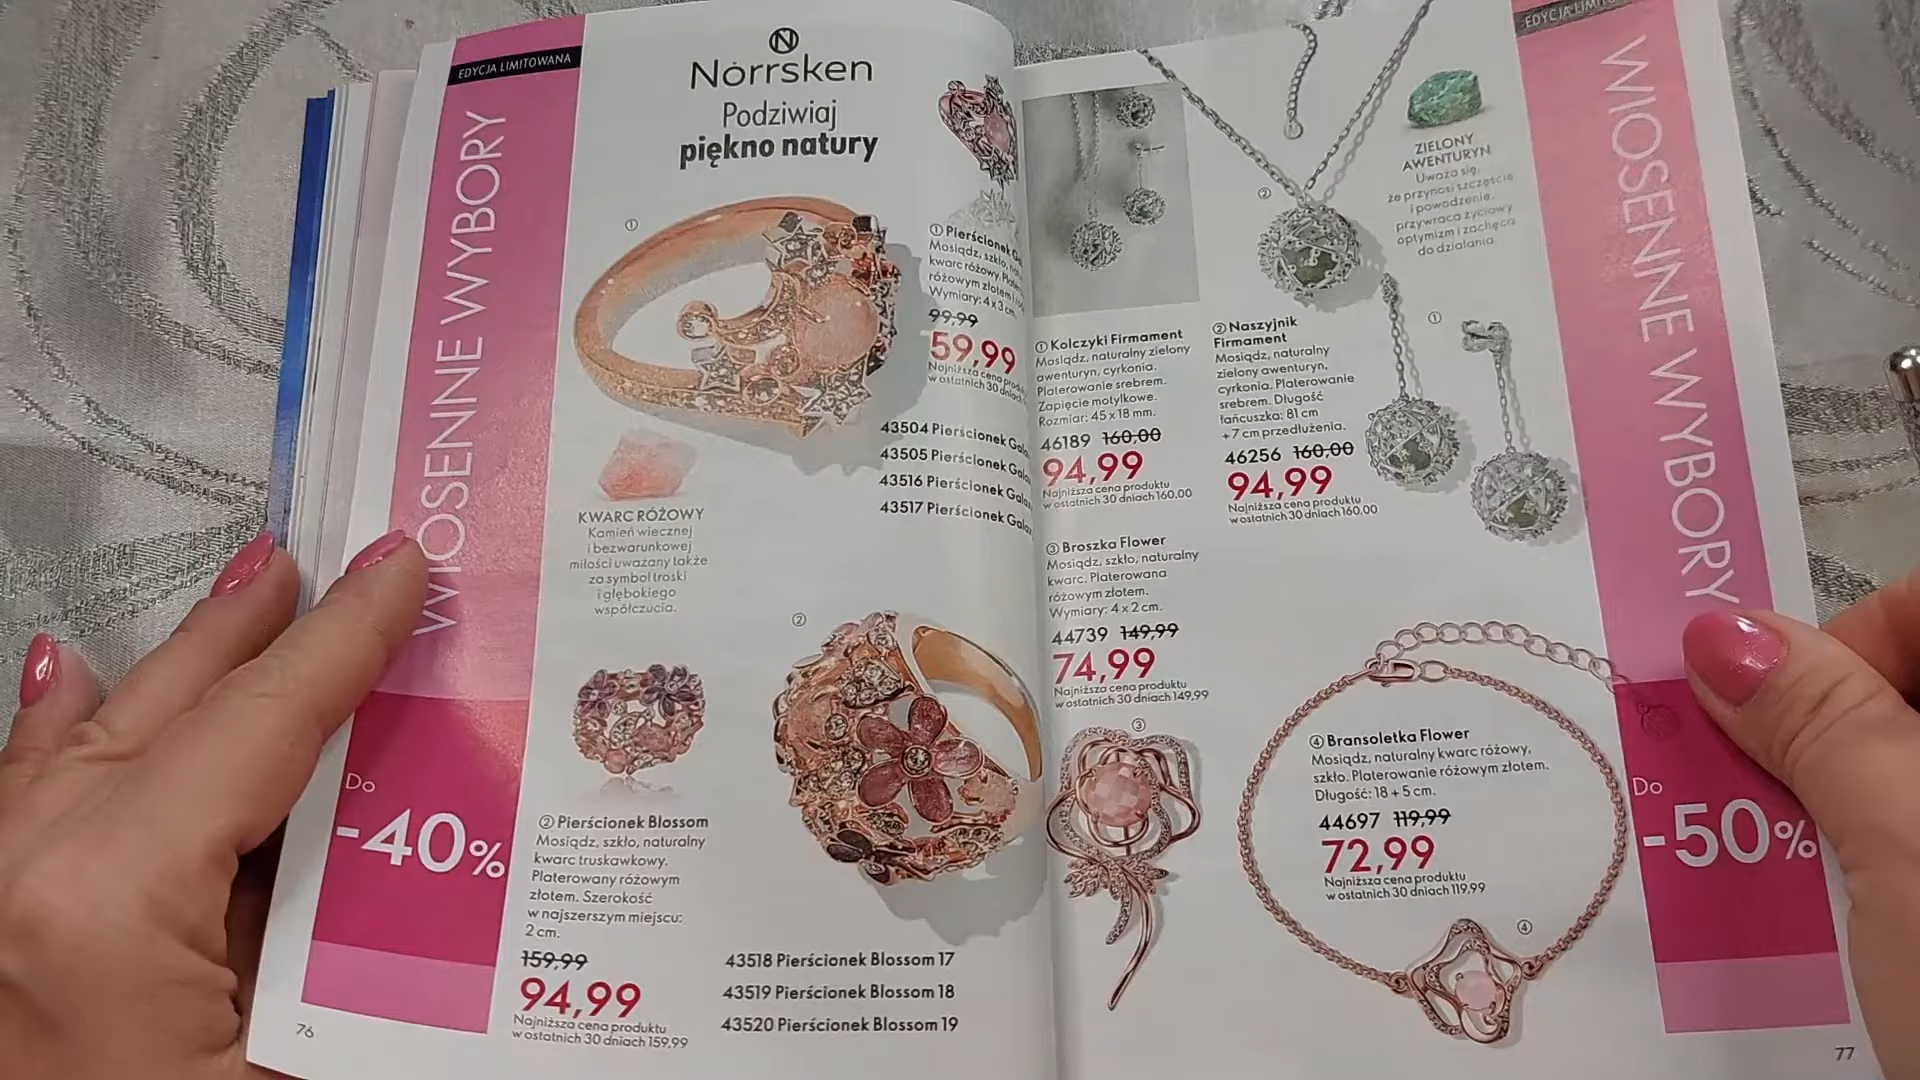 EDYCJA LIMITOWANA
WIOSENNE WYBORY
Do
-40%
76
N
Norrsken
Podziwiaj
piękno natury
①
① Pierścionek
Mosiądz, szkło,
kwarc różowy.
różowym złotem i
Wymiary: 4 x 3 cm.
99,99
59,99
Najniższa cena
w ostatnich 30 dniach
43504 Pierścionek
43505 Pierścionek
43516 Pierścionek
43517 Pierścionek
KWARC RÓŻOWY
Kamień wiecznej
i bezwarunkowej
miłości uważany także
za symbol troski
i głębokiego
współczucia.
②
② Pierścionek Blossom
Mosiądz, szkło, naturalny
kwarc truskawkowy.
Platerowany różowym
złotem. Szerokość
w najszerszym miejscu:
2 cm.
159,99
94,99
Najniższa cena produktu
w ostatnich 30 dniach 159,99
43518 Pierścionek Blossom 17
43519 Pierścionek Blossom 18
43520 Pierścionek Blossom 19
① Kolczyki Firmament
Mosiądz, naturalny zielony
awenturyn, cyrkonia.
Platerowanie srebrem.
Zapięcie motylkowe.
Rozmiar: 45 x 18 mm.
46189 160,00
94,99
Najniższa cena produktu
w ostatnich 30 dniach 160,00
②
② Naszyjnik
Firmament
Mosiądz, naturalny
zielony awenturyn,
cyrkonia. Platerowanie
srebrem. Długość
łańcuszka: 81 cm
+ 7 cm przedłużenia.
46256 160,00
94,99
Najniższa cena produktu
w ostatnich 30 dniach 160,00
ZIELONY
AWENTURYN
Uważa się,
że przynosi szczęście
i powodzenie,
przywraca życiowy
optymizm i zachęca
do działania.
①
③ Broszka Flower
Mosiądz, szkło, naturalny
kwarc. Platerowana
różowym złotem.
Wymiary: 4 x 2 cm.
44739 149,99
74,99
Najniższa cena produktu
w ostatnich 30 dniach 149,99
③
④ Bransoletka Flower
Mosiądz, naturalny kwarc różowy,
szkło. Platerowanie różowym złotem.
Długość: 18 + 5 cm.
44697 119,99
72,99
Najniższa cena produktu
w ostatnich 30 dniach 119,99
④
EDYCJA
WIOSENNE WYBORY
Do
-50%
77